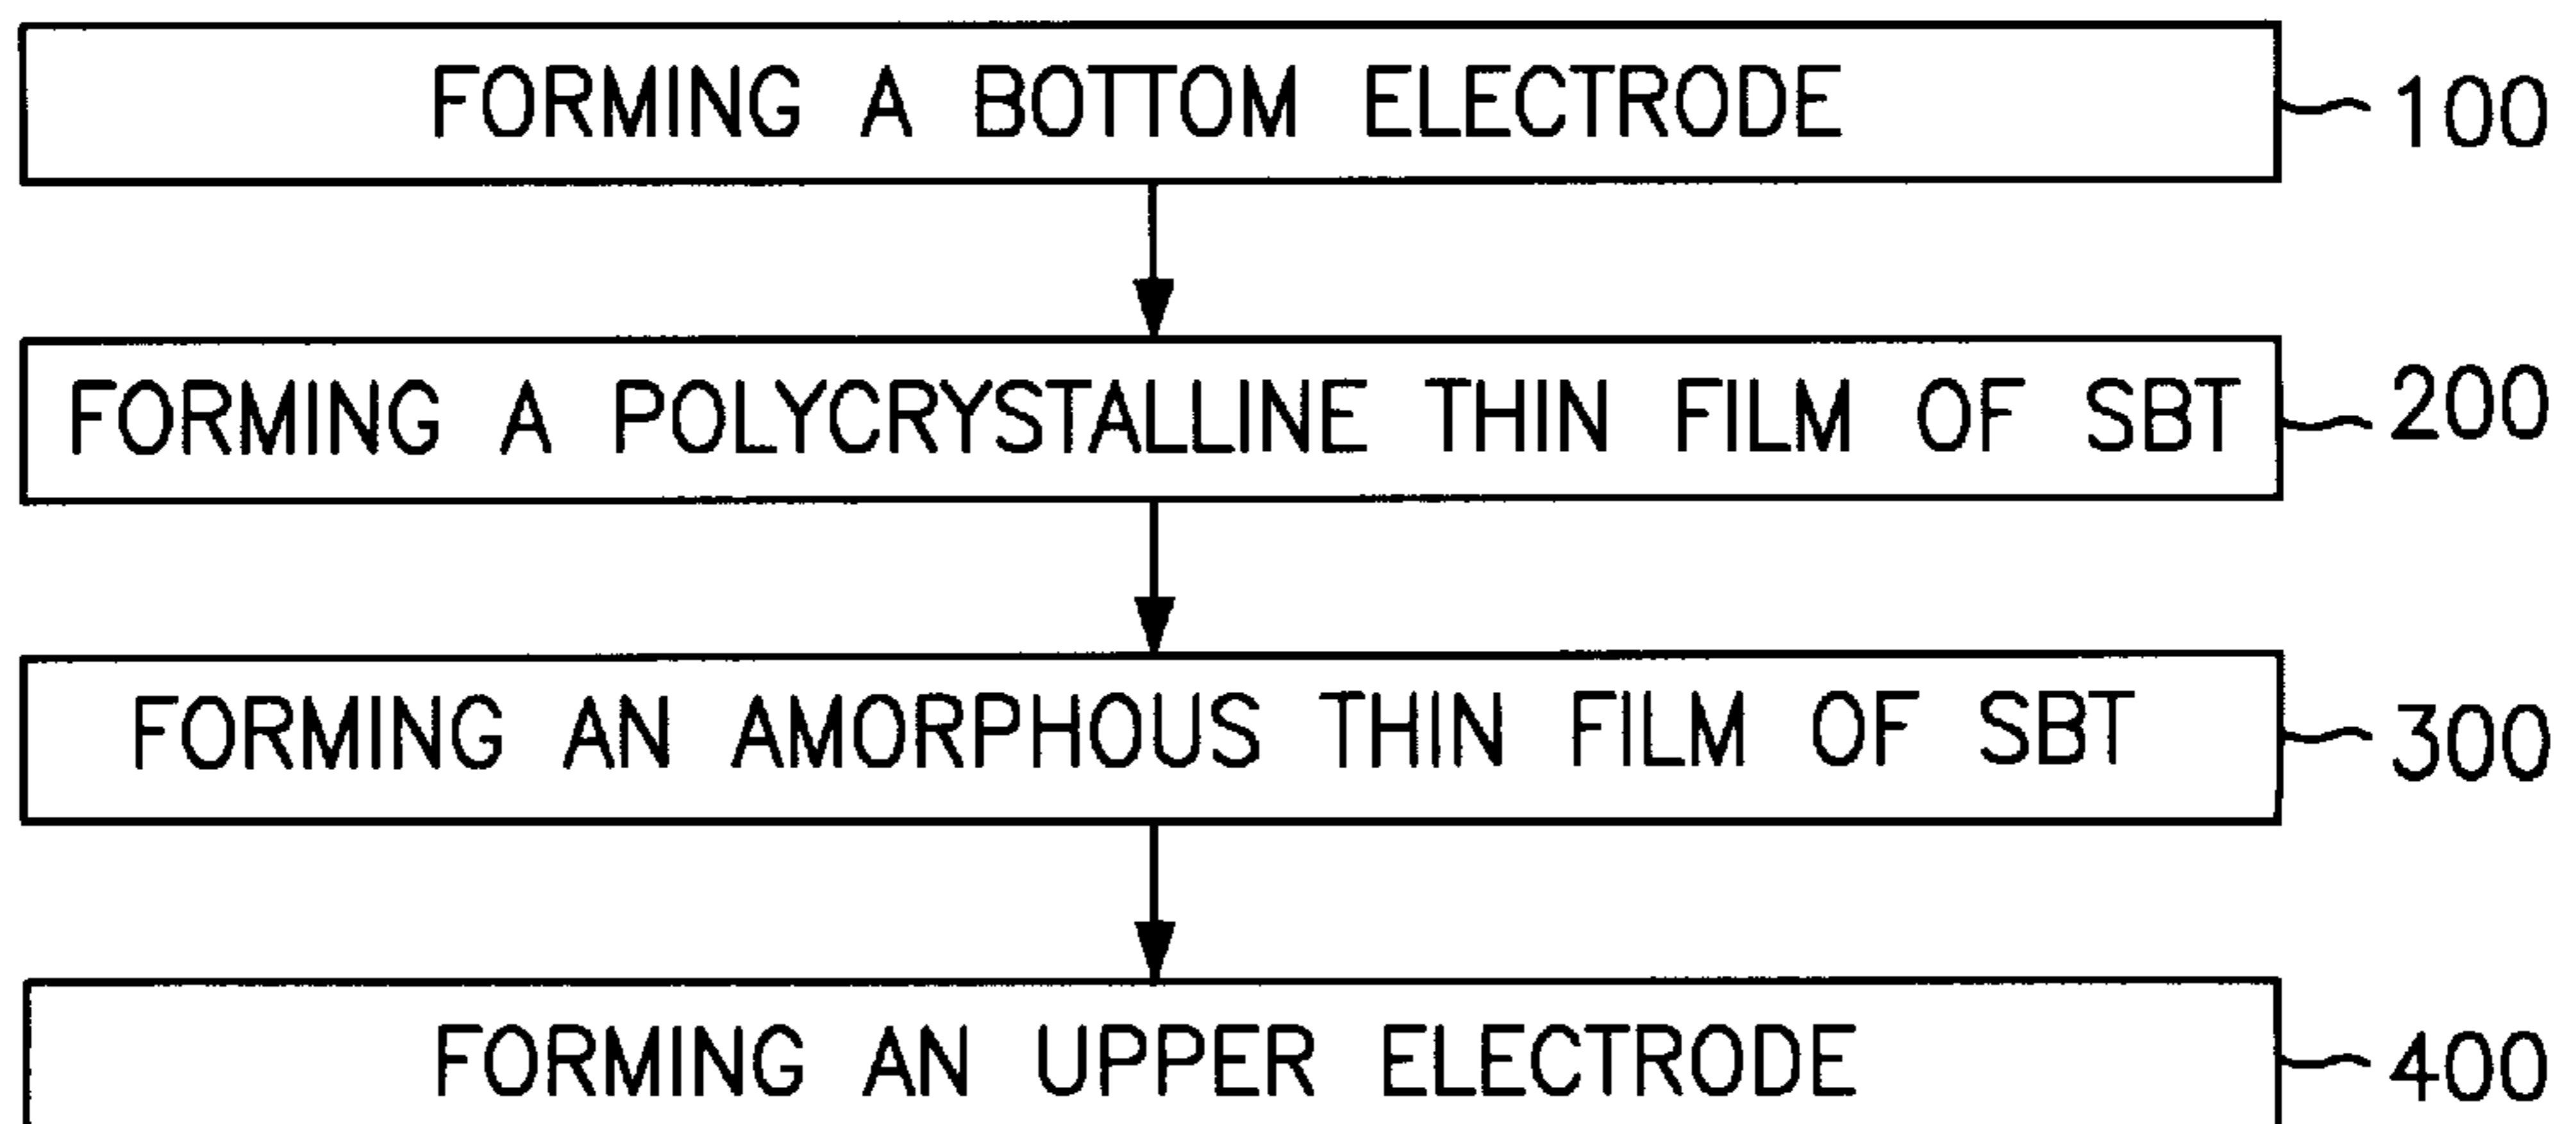 FORMING A BOTTOM ELECTRODE
100
FORMING A POLYCRYSTALLINE THIN FILM OF SBT
200
FORMING AN AMORPHOUS THIN FILM OF SBT
300
FORMING AN UPPER ELECTRODE
400